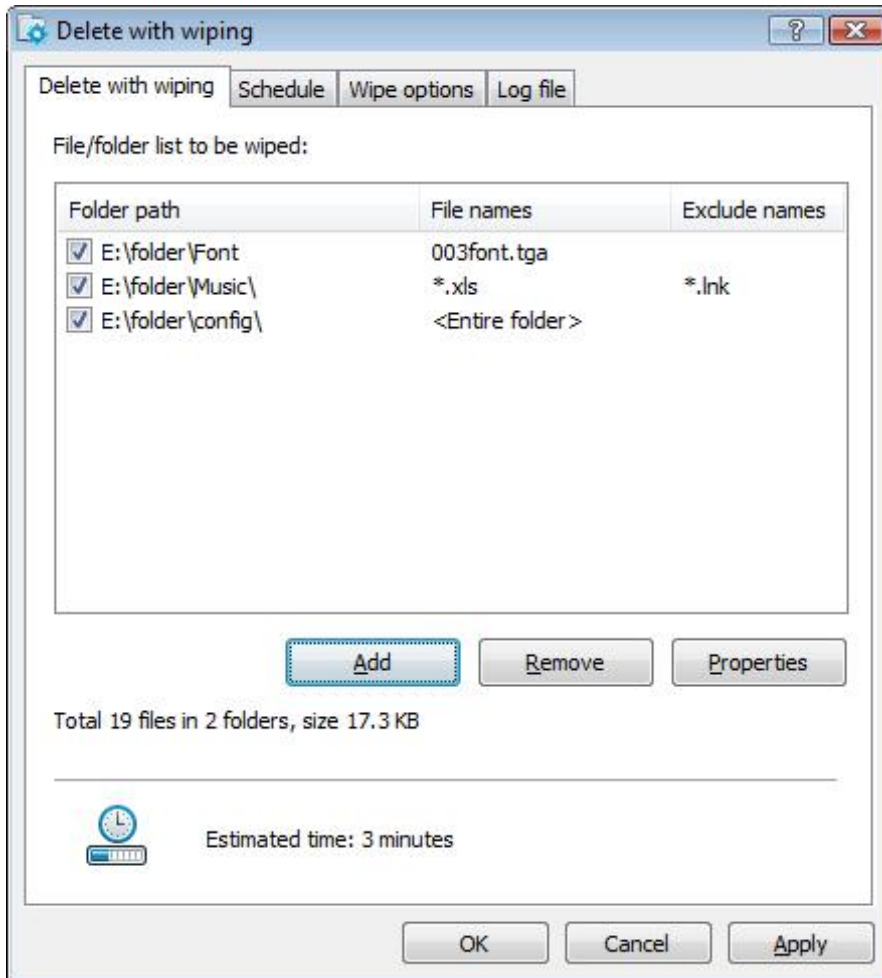 Delete with wiping
Delete with wiping Schedule Wipe options Log file
File/folder list to be wiped:
Folder path File names Exclude names
E:\folder\Font 003font.tga
E:\folder\Music\ *.xls *.lnk
E:\folder\config\ <Entire folder>
Add Remove Properties
Total 19 files in 2 folders, size 17.3 KB
Estimated time: 3 minutes
OK Cancel Apply